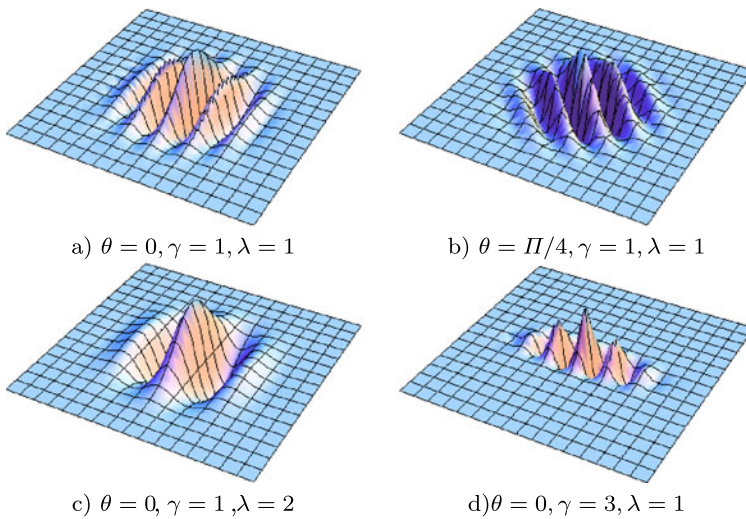 a) θ = 0, γ = 1, λ = 1
b) θ = Π/4, γ = 1, λ = 1
c) θ = 0, γ = 1 ,λ = 2
d)θ = 0, γ = 3, λ = 1